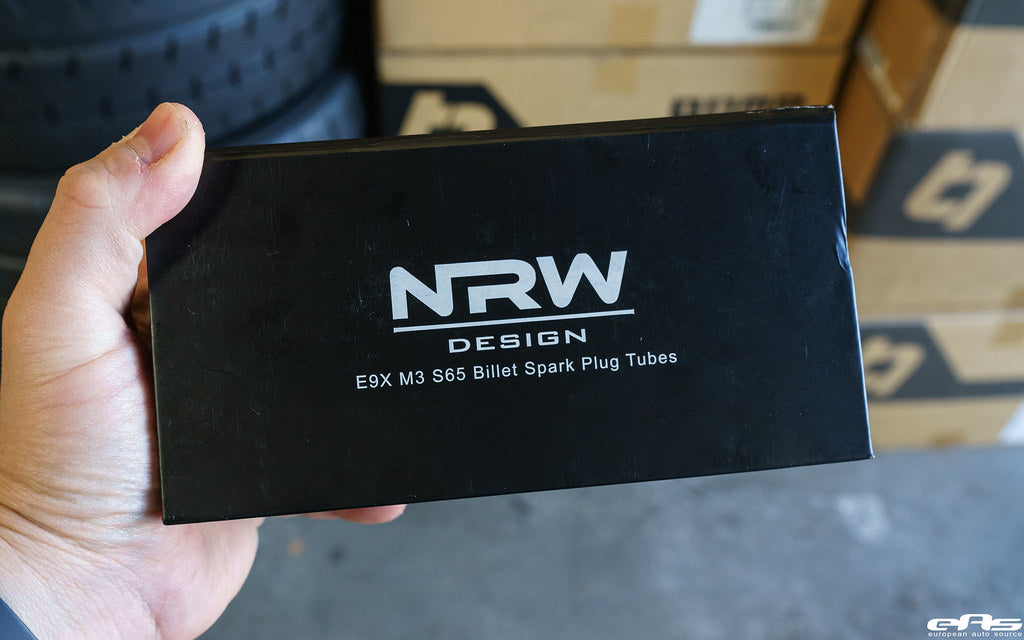 NRW
DESIGN
E9X M3 S65 Billet Spark Plug Tubes
eAs
european auto source